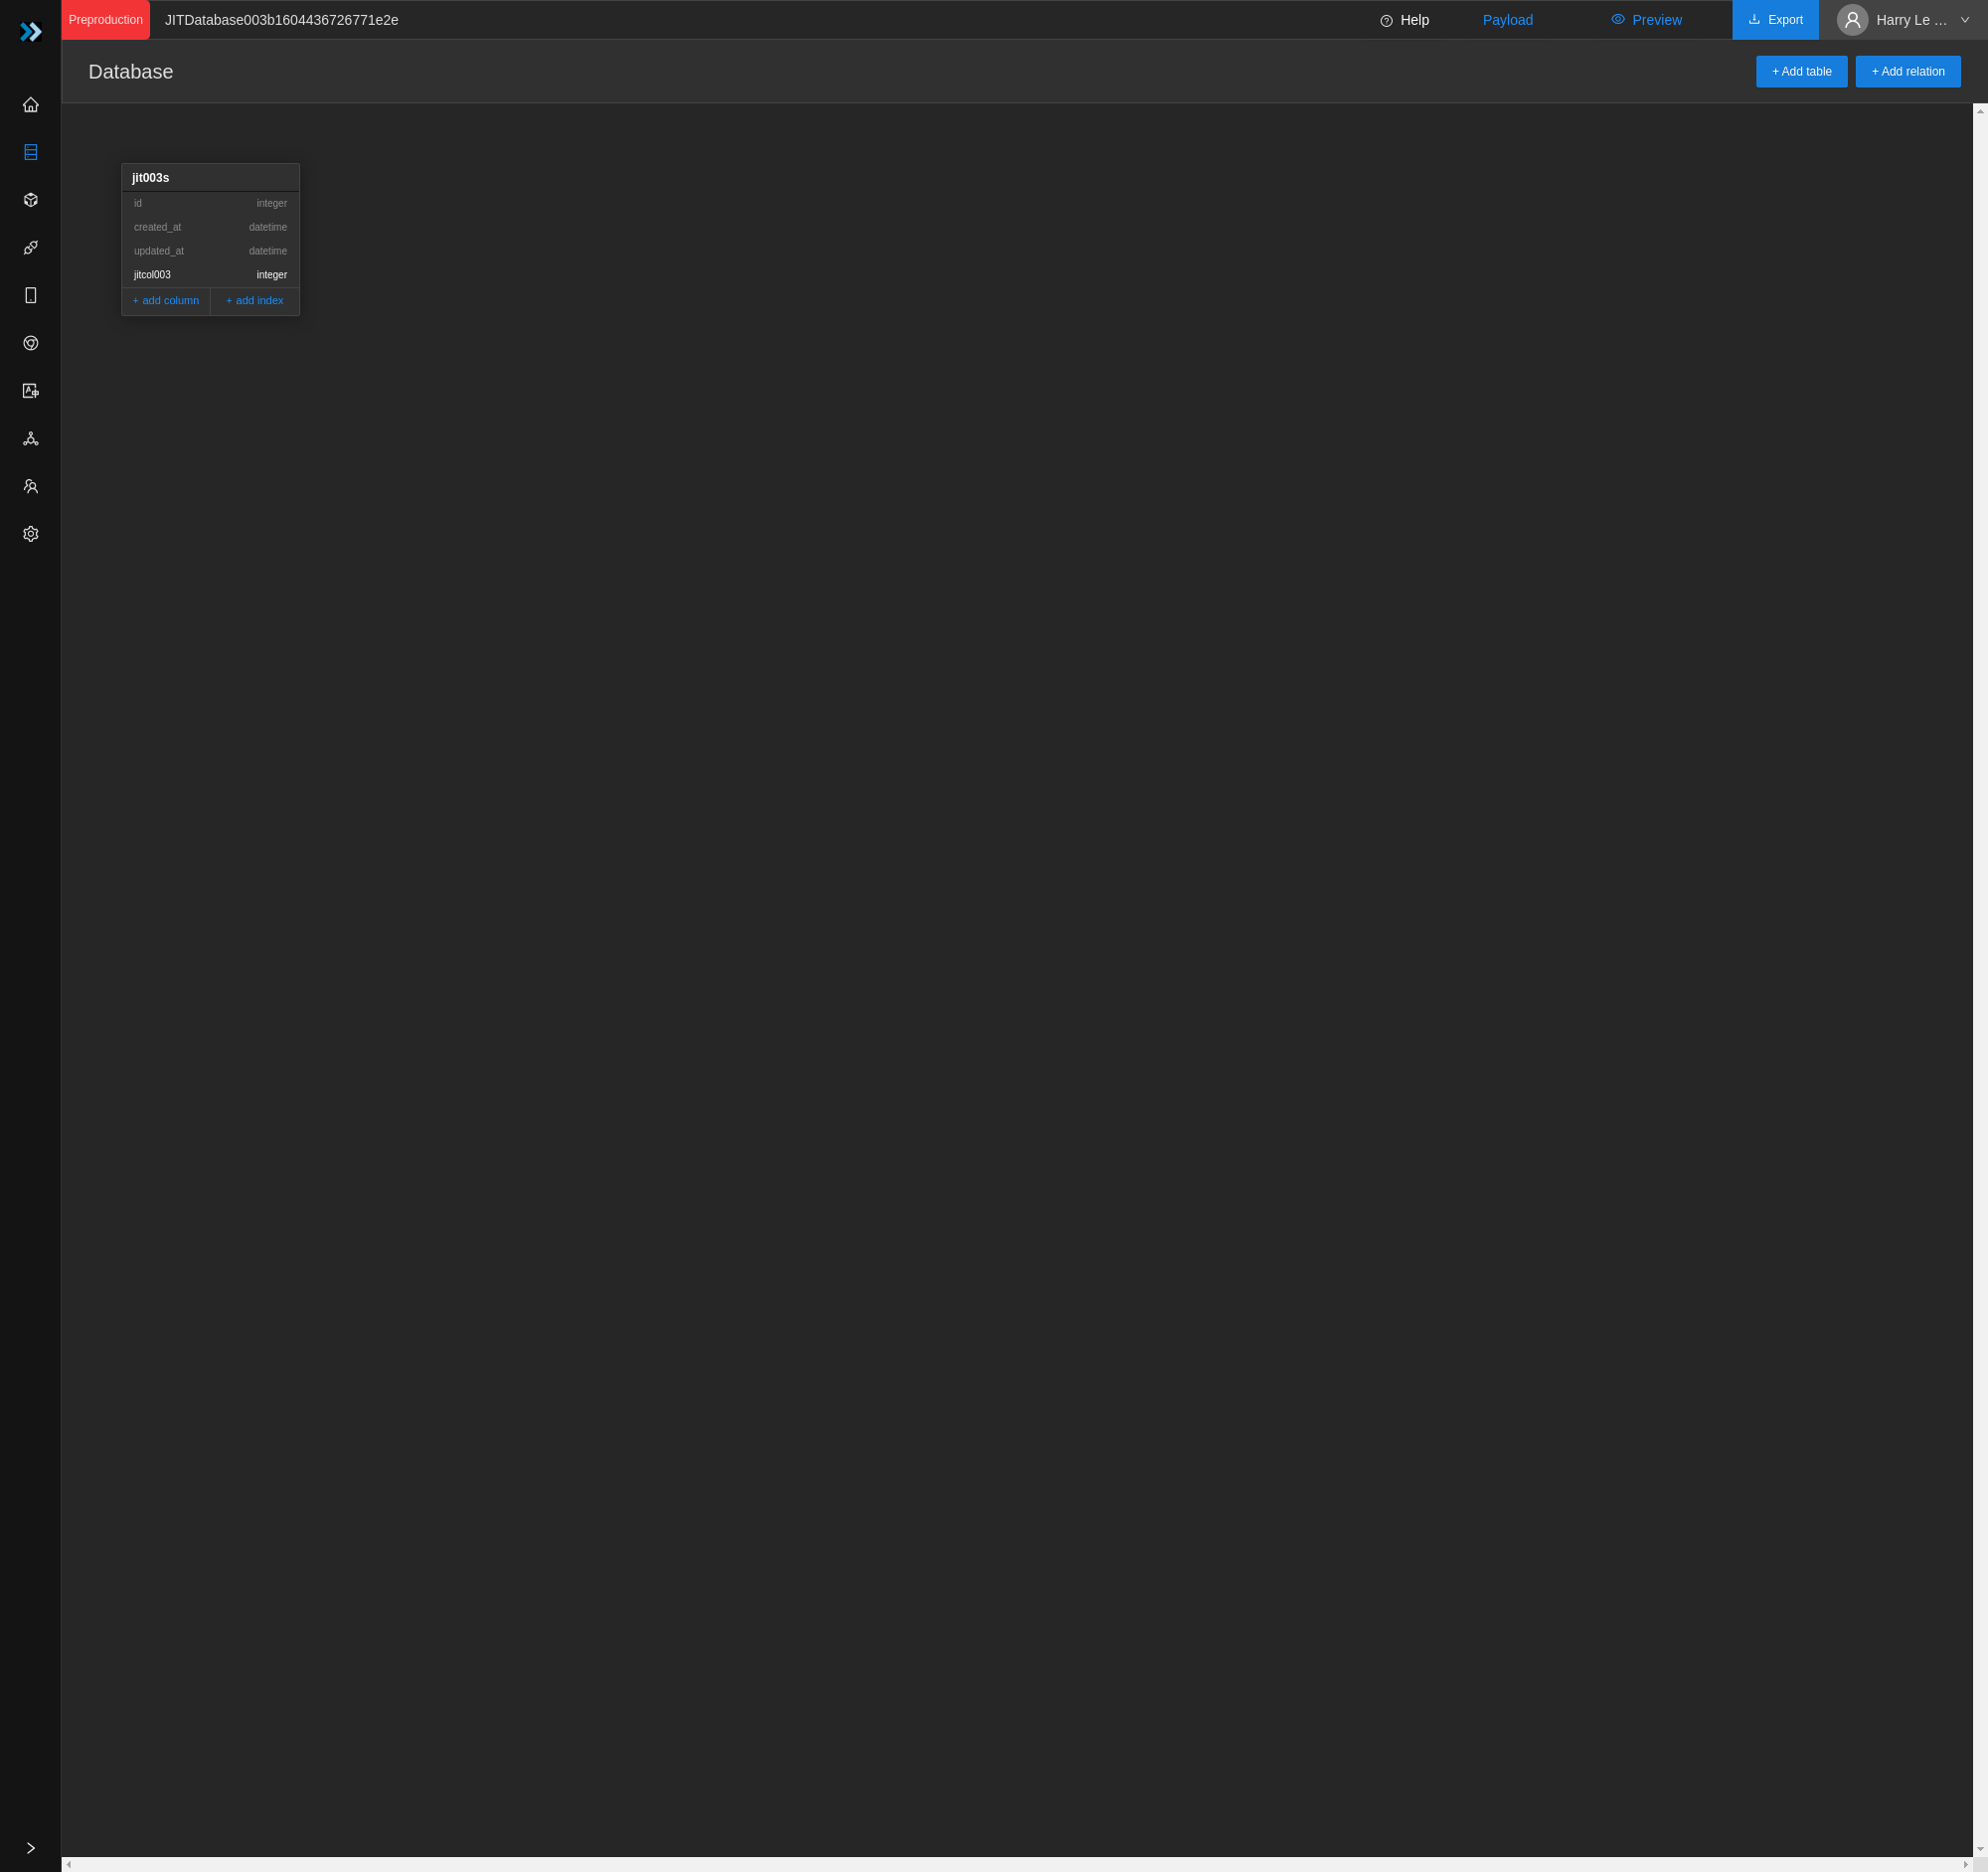 Preproduction JITDatabase003b1604436726771e2e Help Payload Preview Export Harry Le ...
Database + Add table + Add relation
jit003s
id integer
created_at datetime
updated_at datetime
jitcol003 integer
+ add column + add index